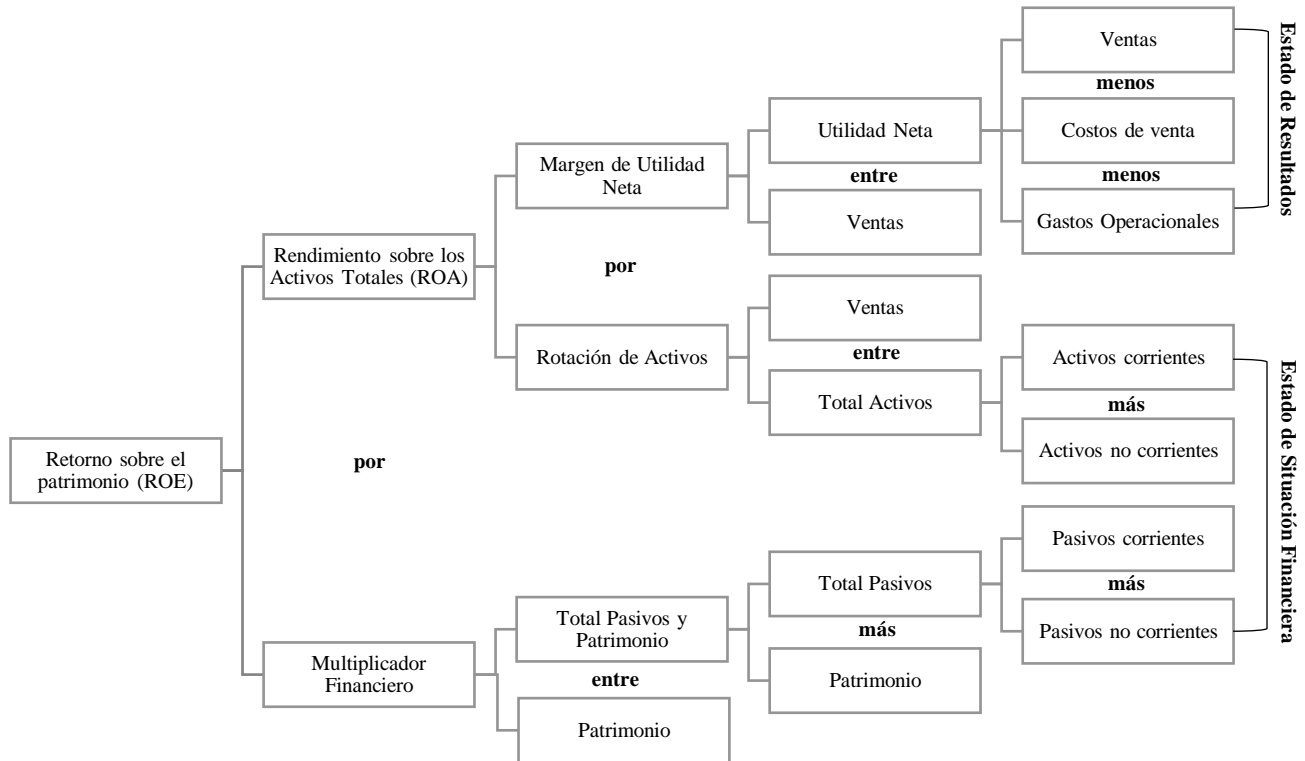 Retorno sobre el
patrimonio (ROE)
Rendimiento sobre los
Activos Totales (ROA)
por
Multiplicador
Financiero
Margen de Utilidad
Neta
por
Rotación de Activos
Total Pasivos y
Patrimonio
entre
Patrimonio
Utilidad Neta
entre
Ventas
Ventas
entre
Total Activos
Total Pasivos
más
Patrimonio
Ventas
menos
Costos de venta
menos
Gastos Operacionales
Activos corrientes
más
Activos no corrientes
Pasivos corrientes
más
Pasivos no corrientes
Estado de Resultados
Estado de Situación Financiera